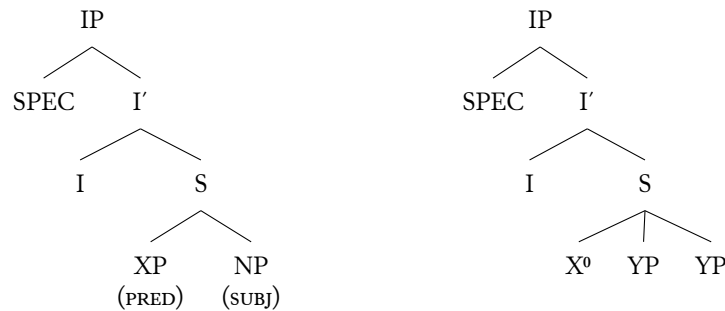 IP IP
SPEC I′ SPEC I′
I S I S
XP NP X⁰ YP YP
(PRED) (SUBJ)